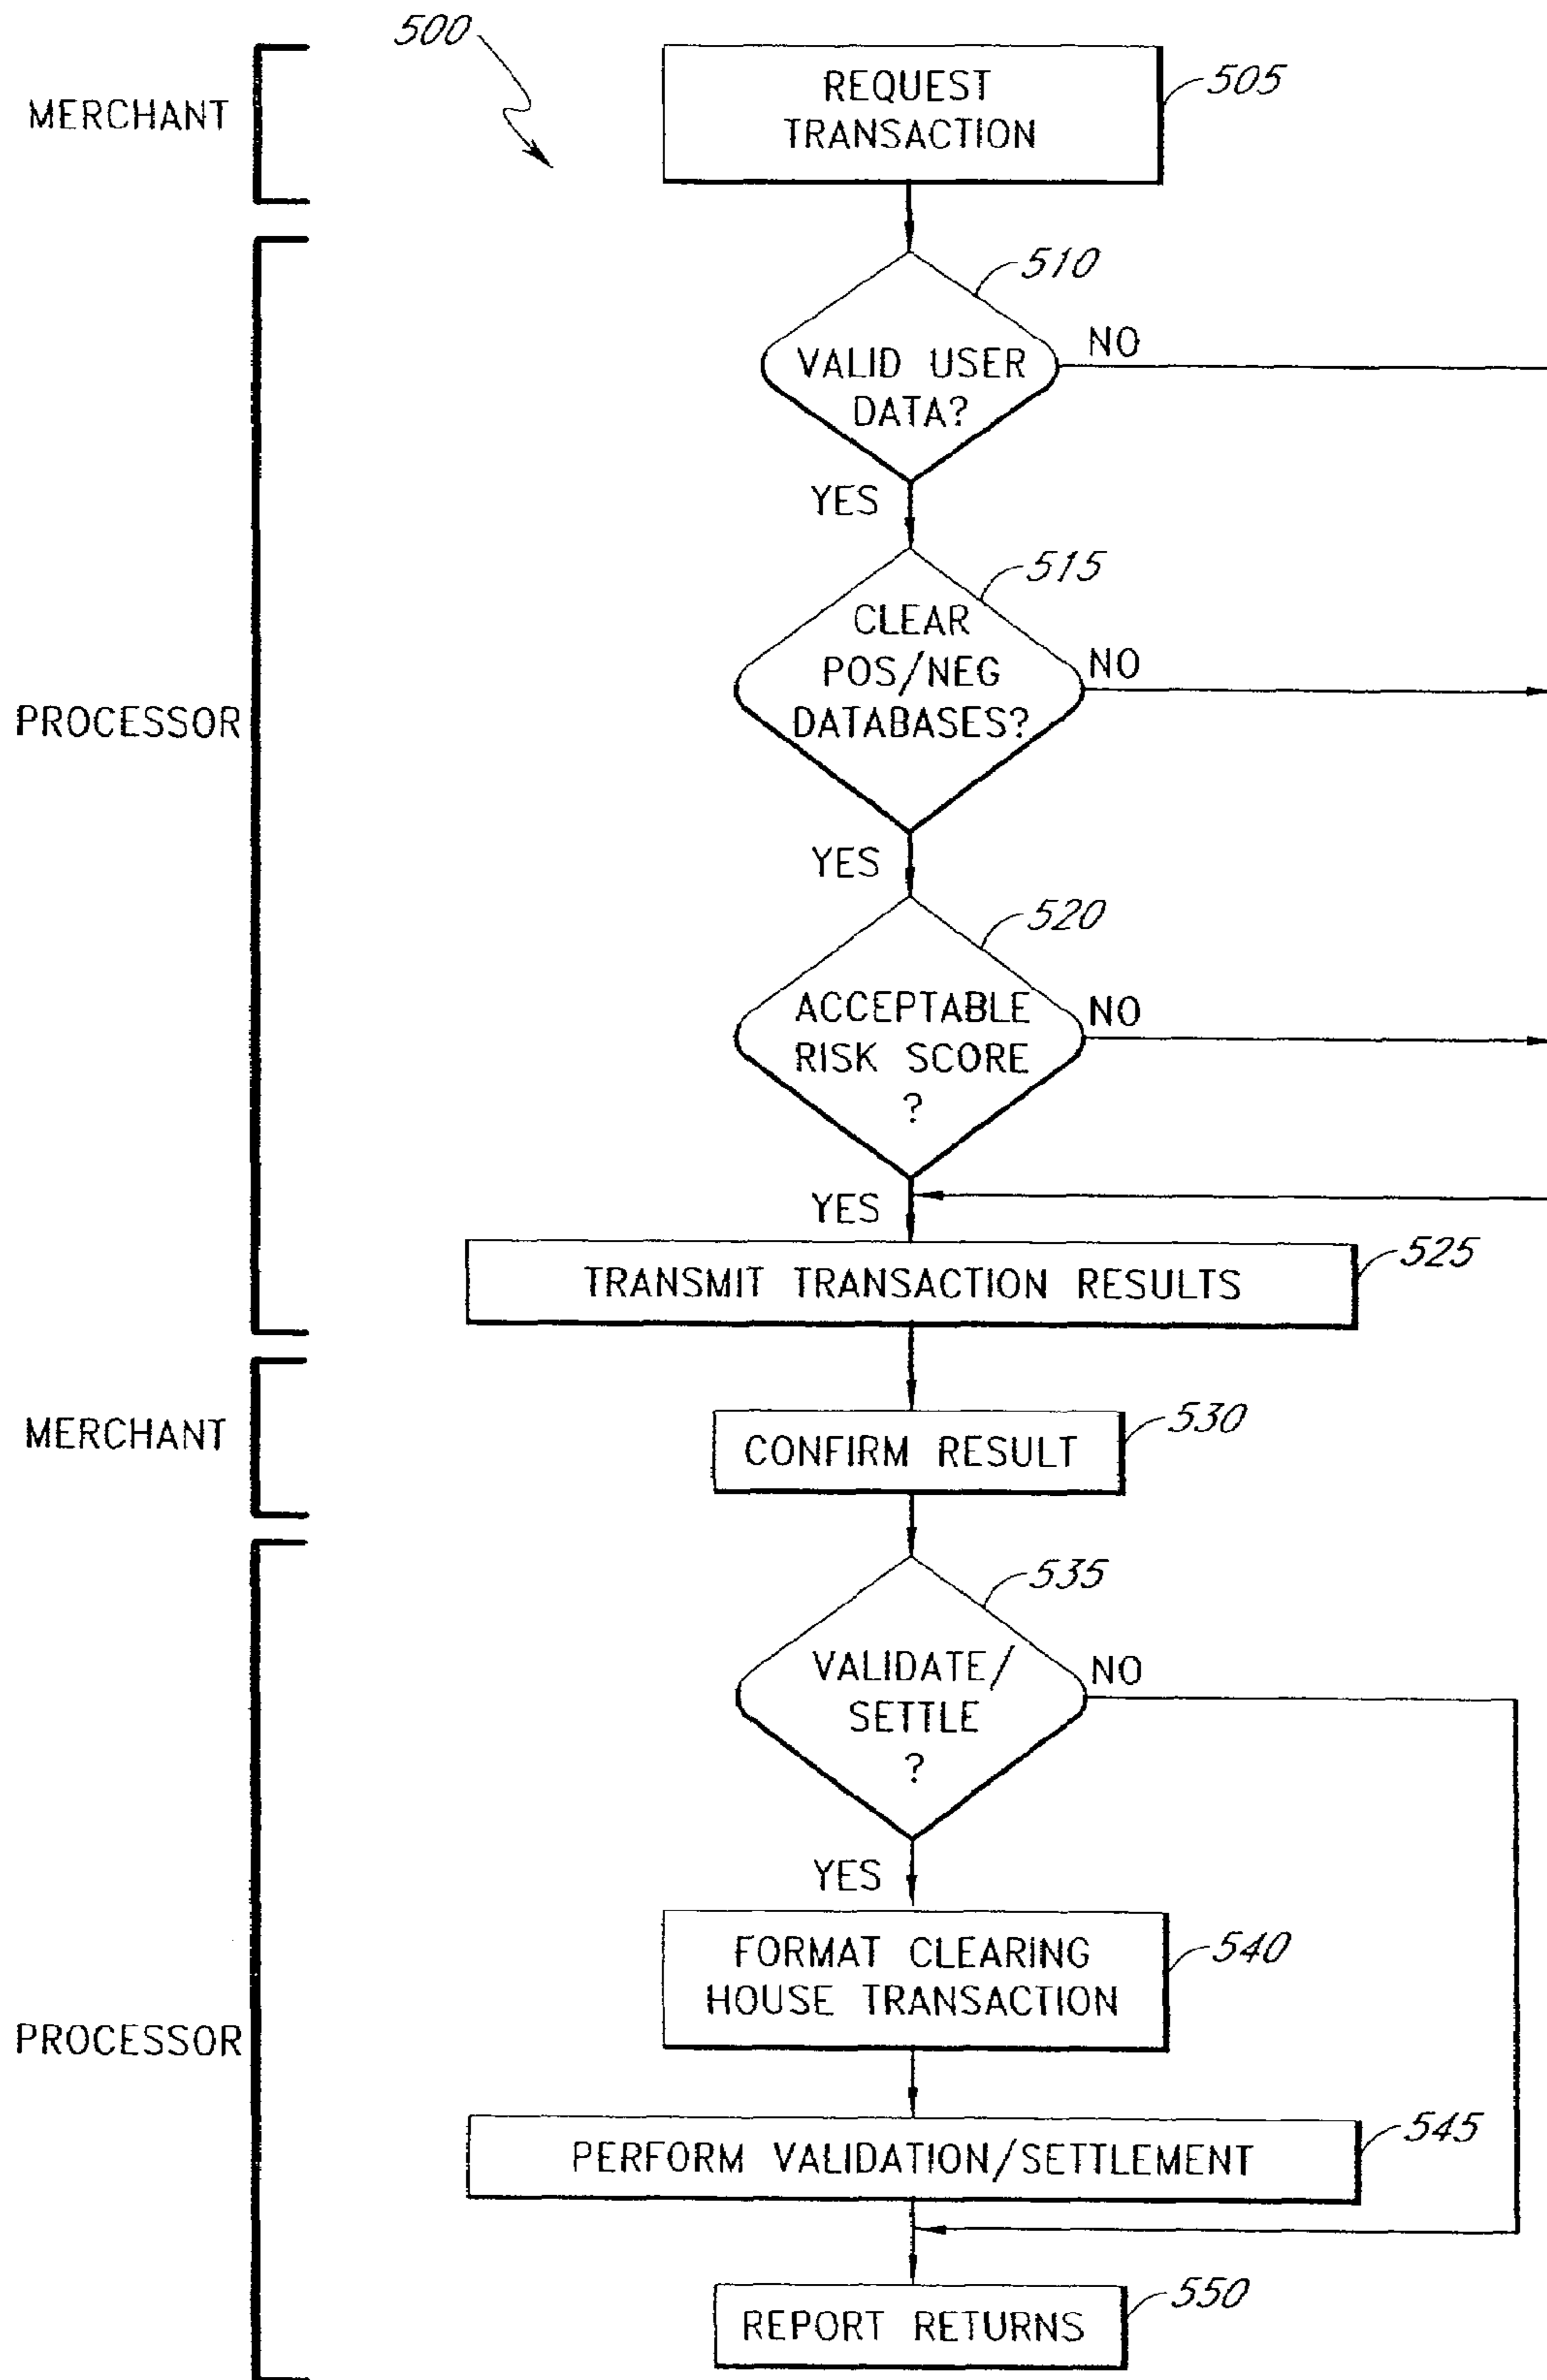 500
MERCHANT
REQUEST
TRANSACTION
505
510
VALID USER
DATA?
NO
YES
515
CLEAR
POS/NEG
DATABASES?
NO
PROCESSOR
YES
520
ACCEPTABLE
RISK SCORE
?
NO
YES
TRANSMIT TRANSACTION RESULTS
525
MERCHANT
CONFIRM RESULT
530
535
VALIDATE/
SETTLE
?
NO
YES
FORMAT CLEARING
HOUSE TRANSACTION
540
PROCESSOR
PERFORM VALIDATION/SETTLEMENT
545
REPORT RETURNS
550